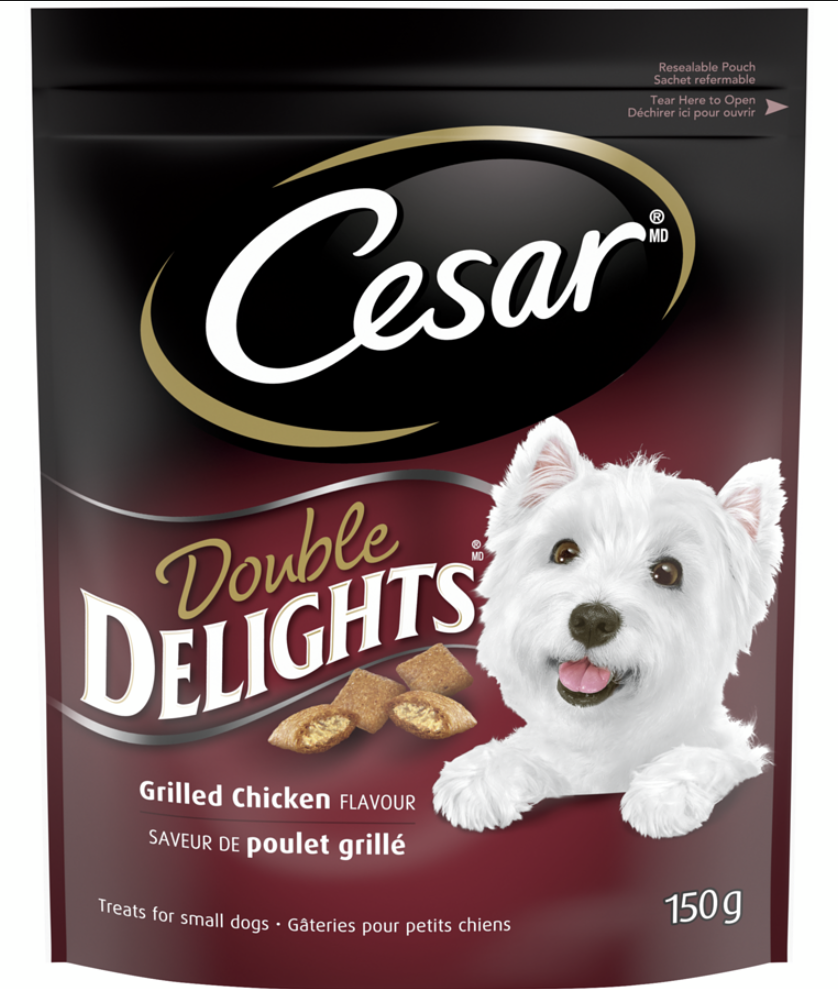 Resealable Pouch
Sachet refermable
Tear Here to Open
Déchirer ici pour ouvrir
Cesar®
MD
Double
®
MD
DELIGHTS
Grilled Chicken FLAVOUR
SAVEUR DE poulet grillé
Treats for small dogs • Gâteries pour petits chiens
150g